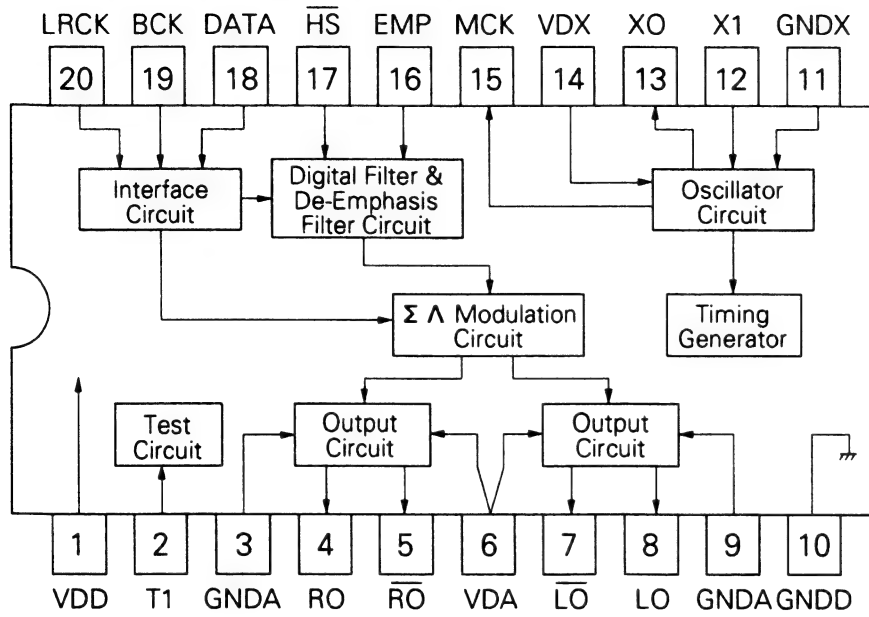 LRCK BCK DATA H̅S̅ EMP MCK VDX XO X1 GNDX
20 19 18 17 16 15 14 13 12 11
Interface
Circuit
Digital Filter &
De-Emphasis
Filter Circuit
Oscillator
Circuit
Σ Λ Modulation
Circuit
Timing
Generator
Test
Circuit
Output
Circuit
Output
Circuit
1 2 3 4 5 6 7 8 9 10
VDD T1 GNDA RO R̅O̅ VDA L̅O̅ LO GNDA GNDD